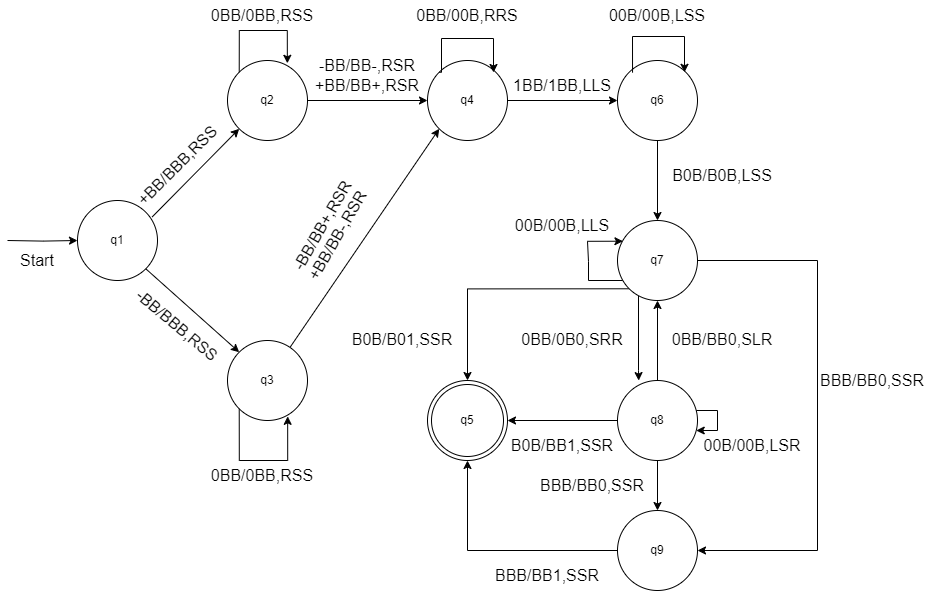 0BB/0BB,RSS
0BB/00B,RRS
00B/00B,LSS
-BB/BB-,RSR
+BB/BB+,RSR
1BB/1BB,LLS
q2
q4
q6
+BB/BBB,RSS
B0B/B0B,LSS
-BB/BB+,RSR
+BB/BB-,RSR
00B/00B,LLS
q1
Start
q7
-BB/BBB,RSS
B0B/B01,SSR
0BB/0B0,SRR
0BB/BB0,SLR
q3
BBB/BB0,SSR
q5
q8
B0B/BB1,SSR
00B/00B,LSR
0BB/0BB,RSS
BBB/BB0,SSR
q9
BBB/BB1,SSR